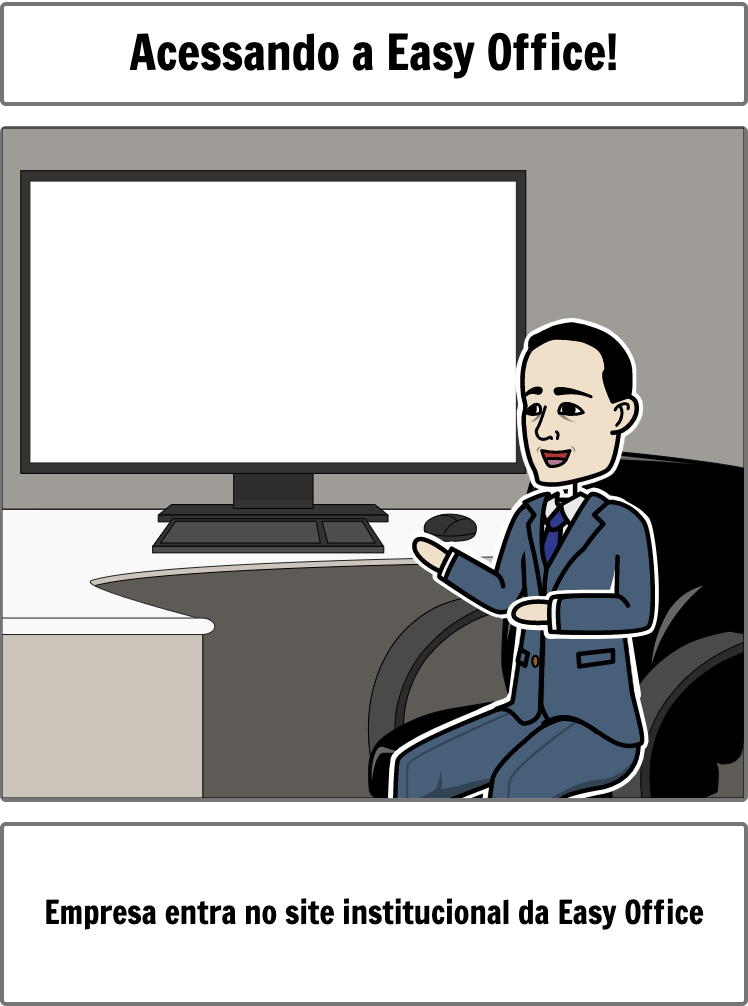 Acessando a Easy Office!
Empresa entra no site institucional da Easy Office